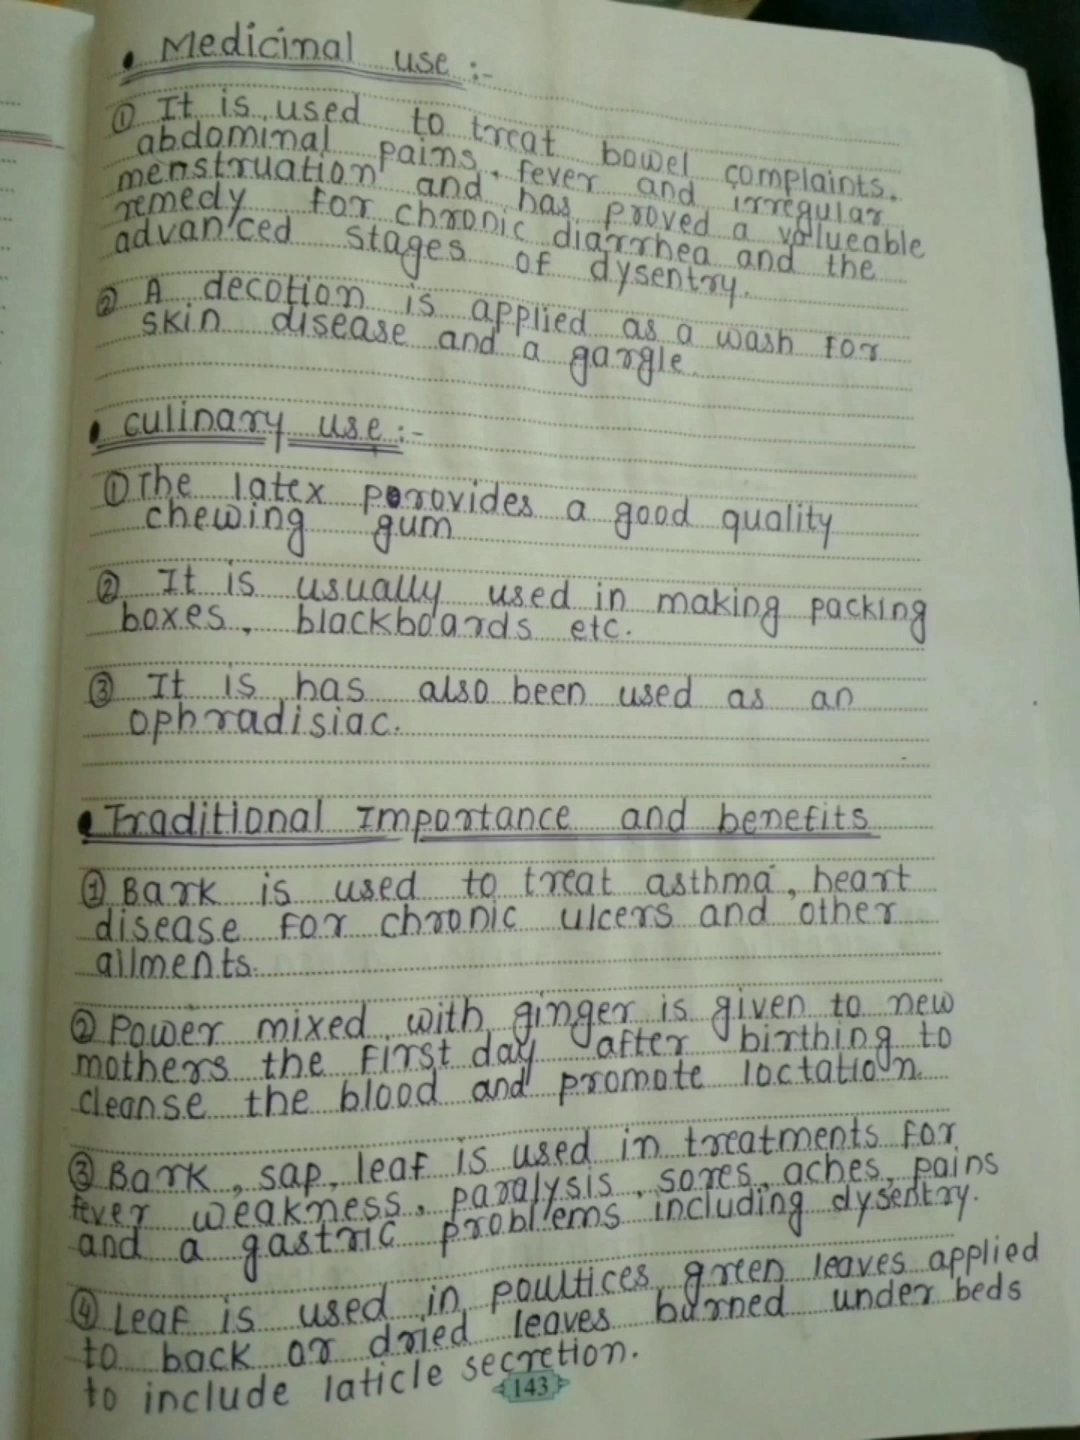 • Medicinal use :-
① It is used to treat bowel complaints.
abdominal pains, fever and irregular
menstruation and has proved a valueable
remedy for chronic diarrhea and the
advanced stages of dysentry.
② A decotion is applied as a wash for
skin disease and a gargle.
• culinary use :-
① The latex porovides a good quality
chewing gum
② It is usually used in making packing
boxes, blackboards etc.
③ It is has also been used as an
ophradisiac.
• Traditional Importance and benefits
① Bark is used to treat asthma, heart
disease for chronic ulcers and other
ailments.
② Power mixed with ginger is given to new
mothers the first day after birthing to
cleanse the blood and promote loctation.
③ Bark, sap, leaf is used in treatments for
fever weakness, paralysis, sores, aches, pains
and a gastric problems including dysentry.
④ Leaf is used in poultices green leaves applied
to back or dried leaves burned under beds
to include laticle secretion.
143